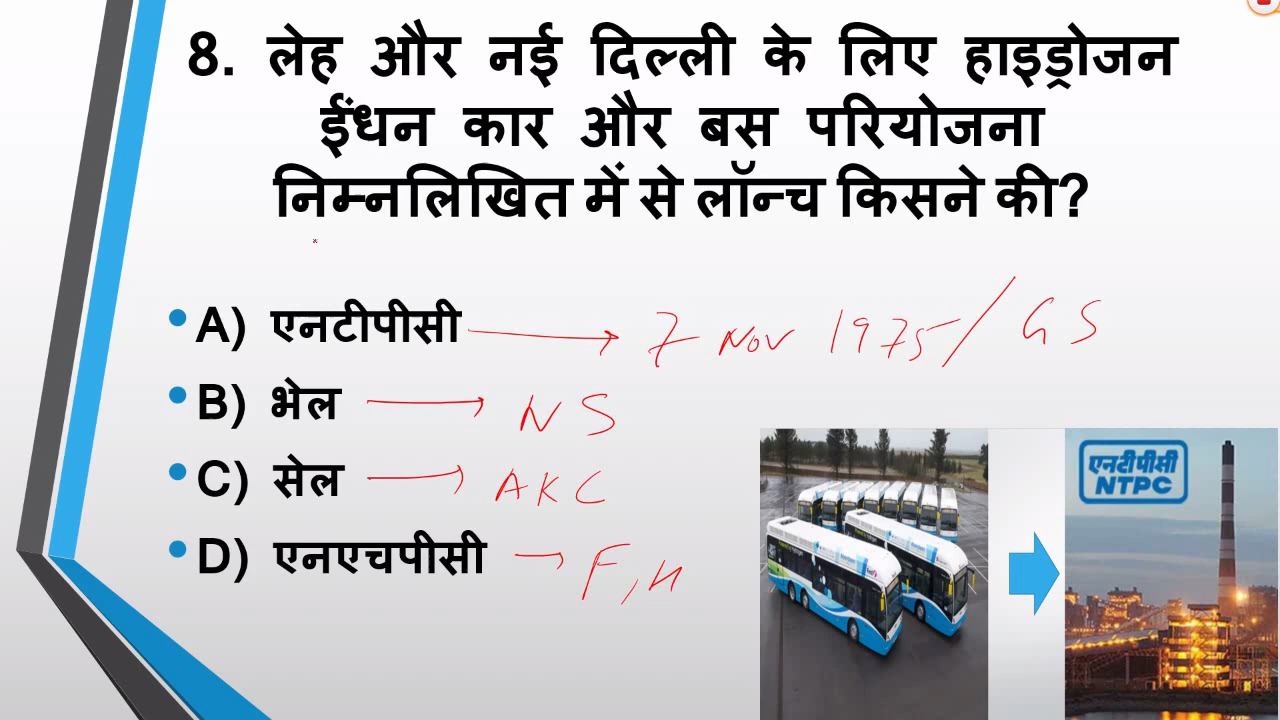 8. लेह और नई दिल्ली के लिए हाइड्रोजन
ईंधन कार और बस परियोजना
निम्नलिखित में से लॉन्च किसने की?
A) एनटीपीसी 7 Nov 1975 / GS
B) भेल NS
C) सेल AKC
D) एनएचपीसी F, H
एनटीपीसी
NTPC